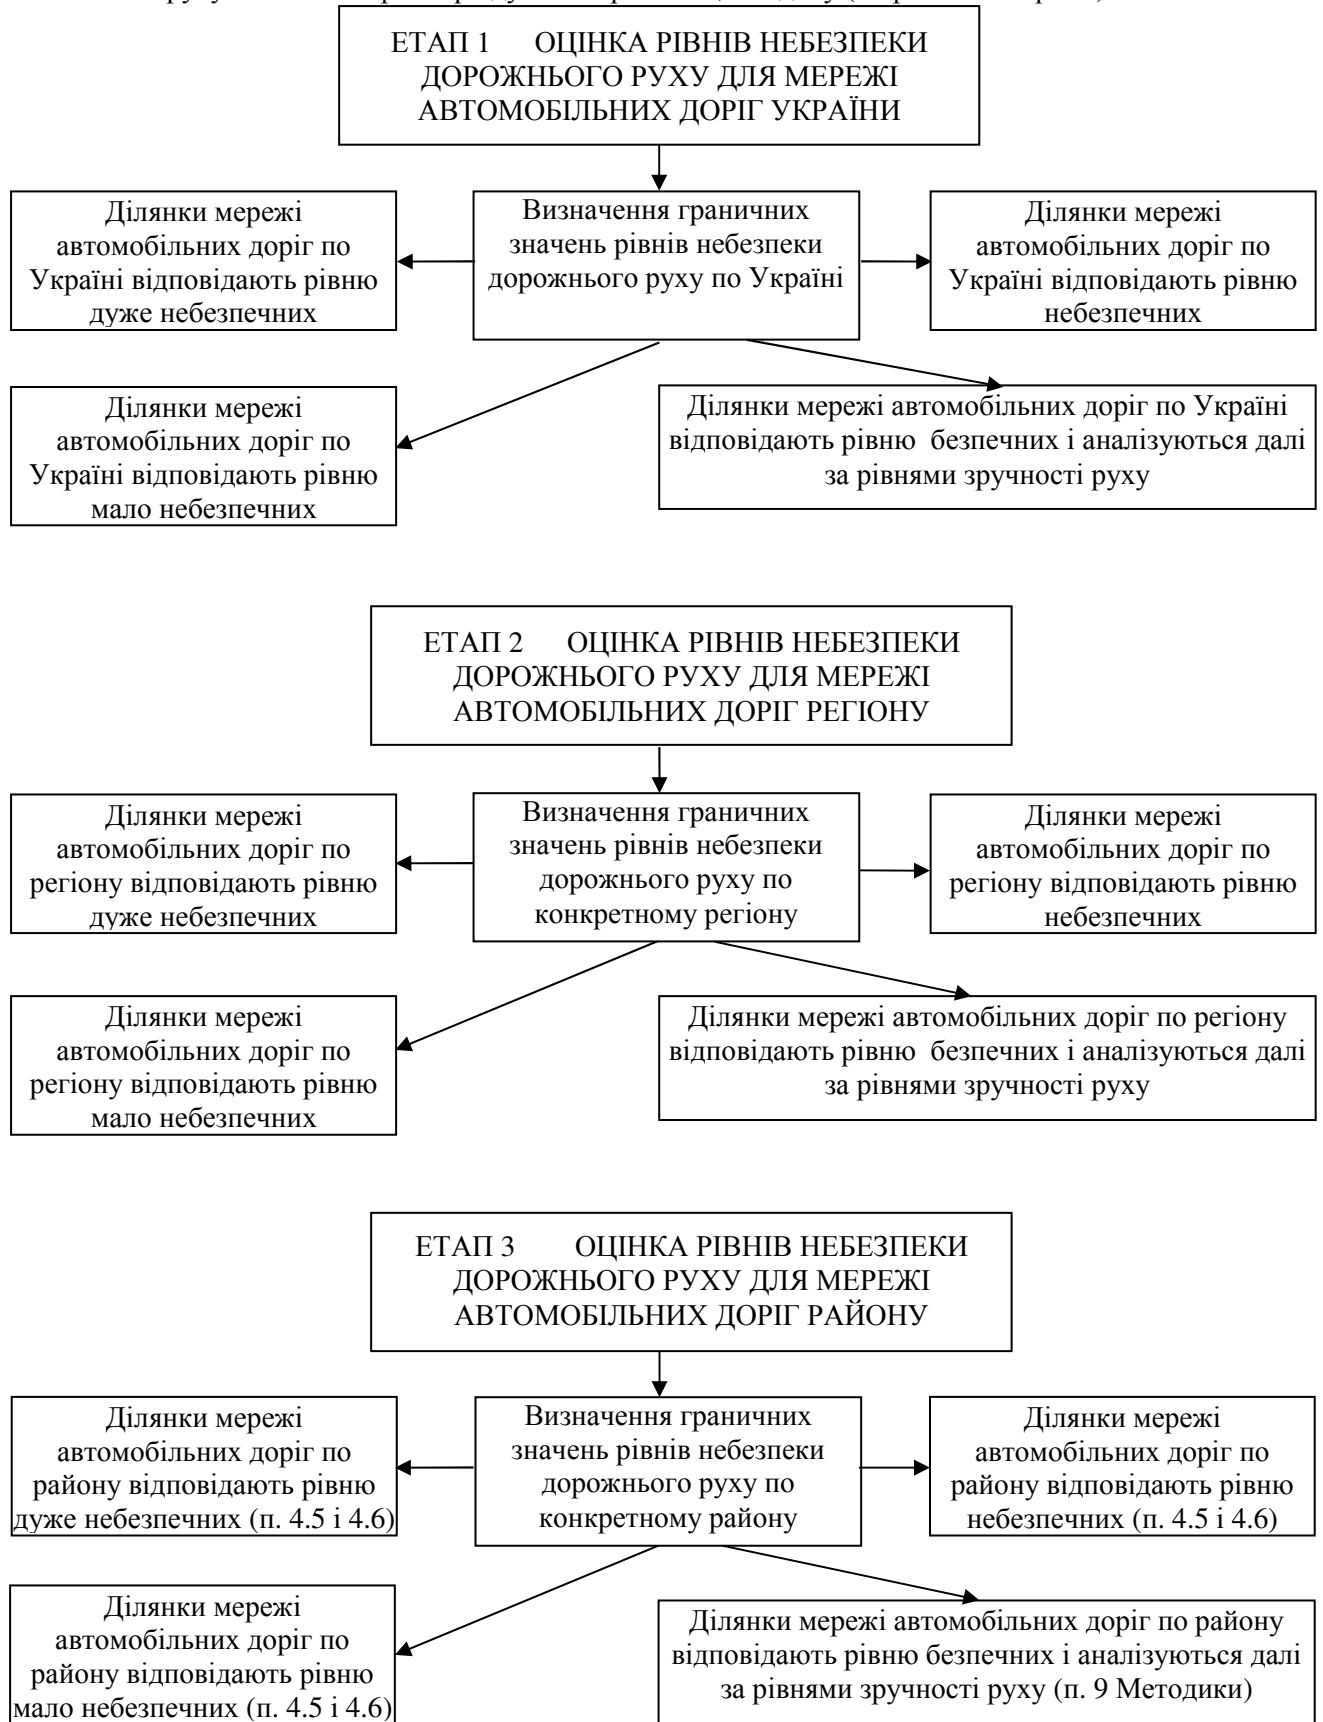 ЕТАП 1 ОЦІНКА РІВНІВ НЕБЕЗПЕКИ
ДОРОЖНЬОГО РУХУ ДЛЯ МЕРЕЖІ
АВТОМОБІЛЬНИХ ДОРІГ УКРАЇНИ
Ділянки мережі
автомобільних доріг по
Україні відповідають рівню
дуже небезпечних
Визначення граничних
значень рівнів небезпеки
дорожнього руху по Україні
Ділянки мережі
автомобільних доріг по
Україні відповідають рівню
небезпечних
Ділянки мережі
автомобільних доріг по
Україні відповідають рівню
мало небезпечних
Ділянки мережі автомобільних доріг по Україні
відповідають рівню безпечних і аналізуються далі
за рівнями зручності руху
ЕТАП 2 ОЦІНКА РІВНІВ НЕБЕЗПЕКИ
ДОРОЖНЬОГО РУХУ ДЛЯ МЕРЕЖІ
АВТОМОБІЛЬНИХ ДОРІГ РЕГІОНУ
Ділянки мережі
автомобільних доріг по
регіону відповідають рівню
дуже небезпечних
Визначення граничних
значень рівнів небезпеки
дорожнього руху по
конкретному регіону
Ділянки мережі
автомобільних доріг по
регіону відповідають рівню
небезпечних
Ділянки мережі
автомобільних доріг по
регіону відповідають рівню
мало небезпечних
Ділянки мережі автомобільних доріг по регіону
відповідають рівню безпечних і аналізуються далі
за рівнями зручності руху
ЕТАП 3 ОЦІНКА РІВНІВ НЕБЕЗПЕКИ
ДОРОЖНЬОГО РУХУ ДЛЯ МЕРЕЖІ
АВТОМОБІЛЬНИХ ДОРІГ РАЙОНУ
Ділянки мережі
автомобільних доріг по
району відповідають рівню
дуже небезпечних (п. 4.5 і 4.6)
Визначення граничних
значень рівнів небезпеки
дорожнього руху по
конкретному району
Ділянки мережі
автомобільних доріг по
району відповідають рівню
небезпечних (п. 4.5 і 4.6)
Ділянки мережі
автомобільних доріг по
району відповідають рівню
мало небезпечних (п. 4.5 і 4.6)
Ділянки мережі автомобільних доріг по району
відповідають рівню безпечних і аналізуються далі
за рівнями зручності руху (п. 9 Методики)